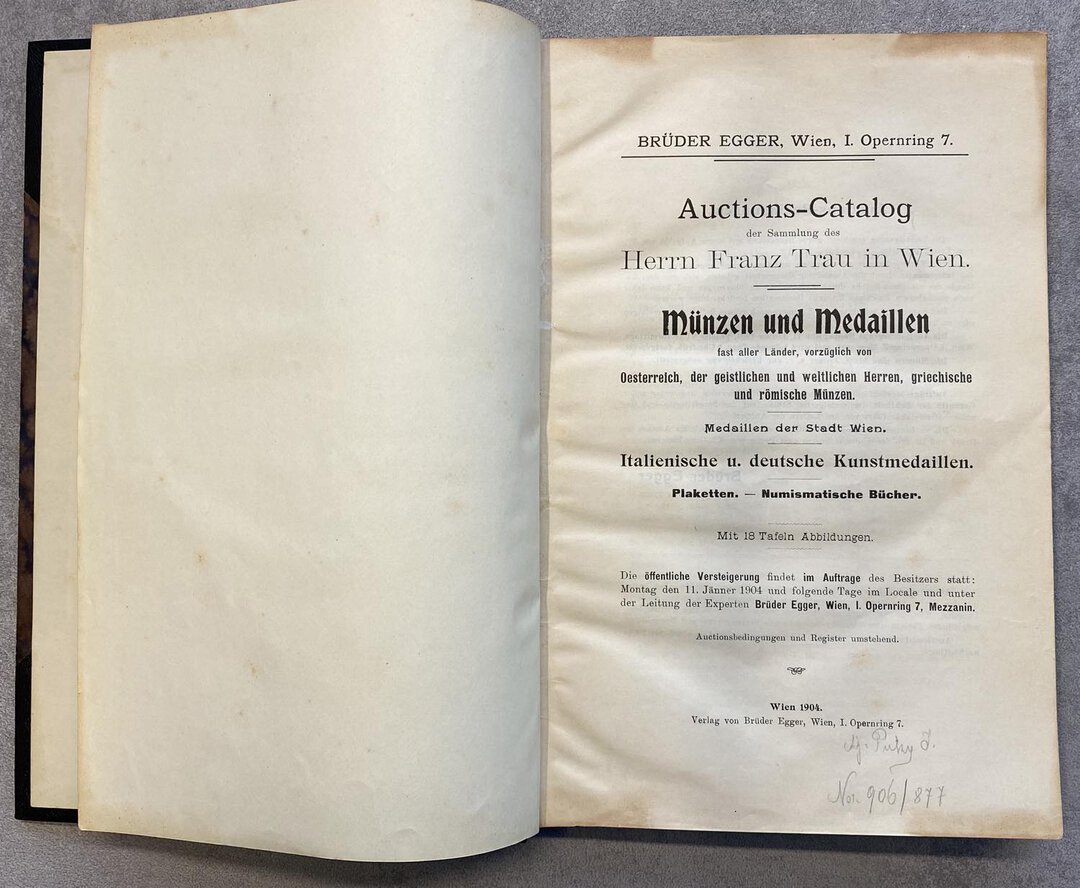 BRÜDER EGGER, Wien, I. Opernring 7.
Auctions-Catalog
der Sammlung des
Herrn Franz Trau in Wien.
Münzen und Medaillen
fast aller Länder, vorzüglich von
Oesterreich, der geistlichen und weltlichen Herren, griechische
und römische Münzen.
Medaillen der Stadt Wien.
Italienische u. deutsche Kunstmedaillen.
Plaketten. — Numismatische Bücher.
Mit 18 Tafeln Abbildungen.
Die öffentliche Versteigerung findet im Auftrage des Besitzers statt:
Montag den 11. Jänner 1904 und folgende Tage im Locale und unter
der Leitung der Experten Brüder Egger, Wien, I. Opernring 7, Mezzanin.
Auctionsbedingungen und Register umstehend.
Wien 1904.
Verlag von Brüder Egger, Wien, I. Opernring 7.
906/877